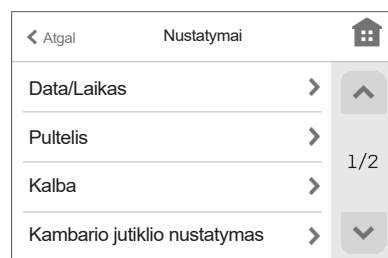 Atgal
Nustatymai
Data/Laikas
Pultelis
1/2
Kalba
Kambario jutiklio nustatymas